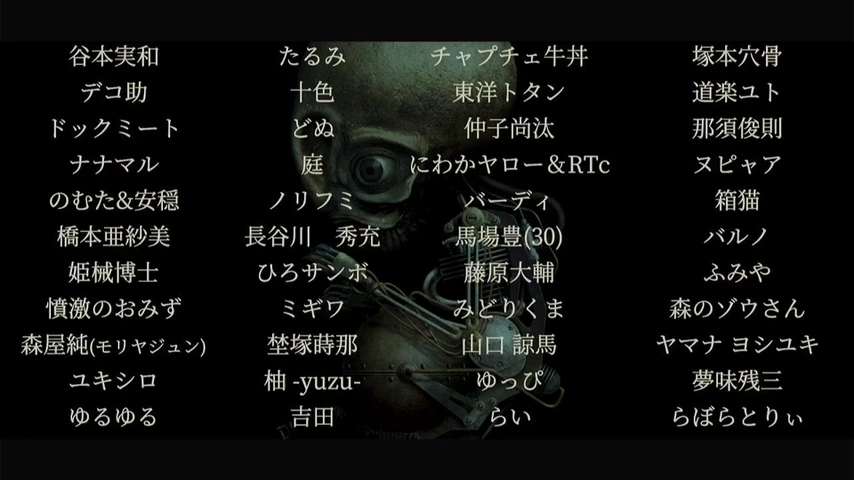 谷本実和 たるみ チャプチェ牛丼 塚本穴骨
デコ助 十色 東洋トタン 道楽ユト
ドックミート どぬ 仲子尚汰 那須俊則
ナナマル 庭 にわかヤロー＆RTc ヌピャア
のむた&安穏 ノリフミ バーディ 箱猫
橋本亜紗美 長谷川　秀充 馬場豊(30) バルノ
姫械博士 ひろサンボ 藤原大輔 ふみや
憤激のおみず ミギワ みどりくま 森のゾウさん
森屋純(モリヤジュン) 埜塚蒔那 山口 諒馬 ヤマナ ヨシユキ
ユキシロ 柚 -yuzu- ゆっぴ 夢味残三
ゆるゆる 吉田 らい らぼらとりぃ